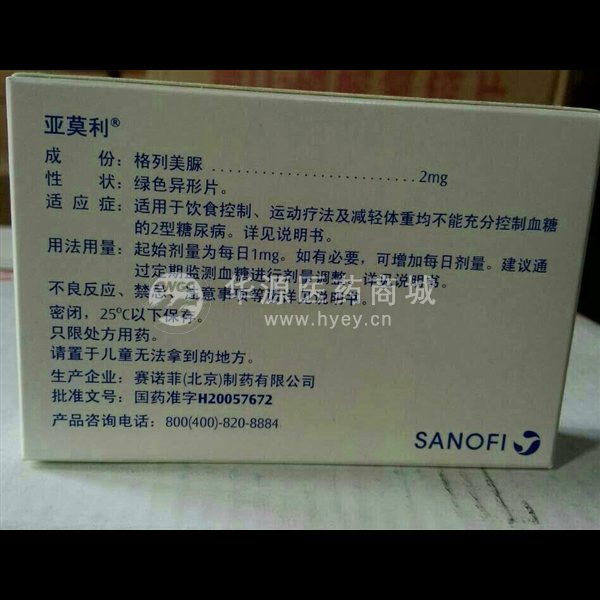 亚莫利®
成 份：格列美脲 ........................ 2mg
性 状：绿色异形片。
适 应 症：适用于饮食控制、运动疗法及减轻体重均不能充分控制血糖
的2型糖尿病。详见说明书。
用法用量：起始剂量为每日1mg。如有必要，可增加每日剂量。建议通
过定期监测血糖进行剂量调整。详见说明书。
不良反应、禁忌、注意事项等详见说明书。
密闭，25℃以下保存。
只限处方用药。
请置于儿童无法拿到的地方。
生产企业：赛诺菲(北京)制药有限公司
批准文号：国药准字H20057672
产品咨询电话：800(400)-820-8884
SANOFI
华源医药商城
www.hyey.cn